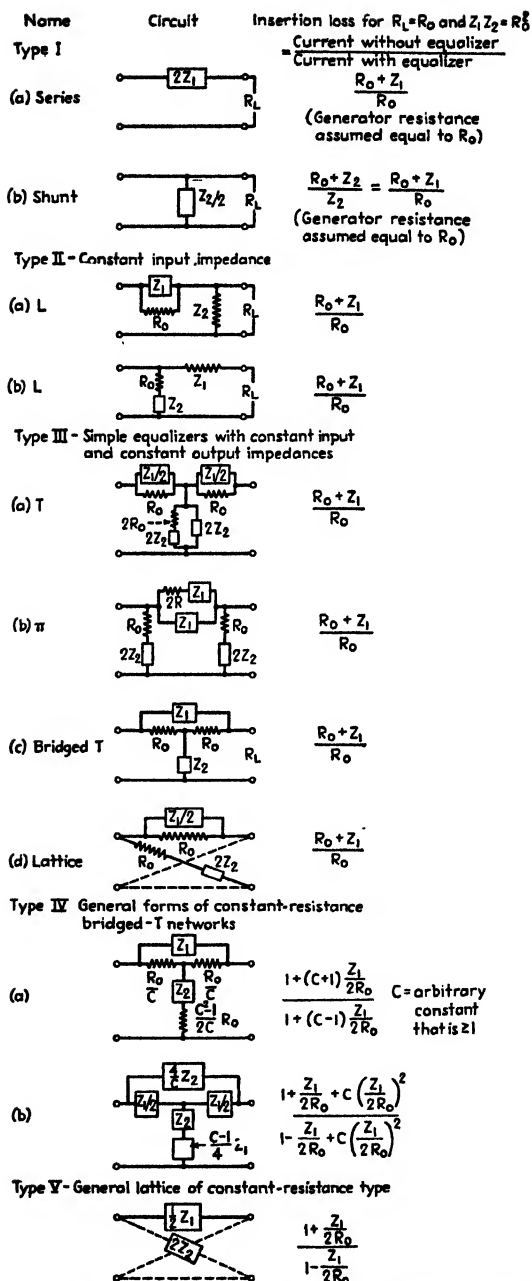 Name Circuit Insertion loss for R_L=R_0 and Z_1 Z_2=R_0^2
Type I =Current without equalizer / Current with equalizer
(a) Series 2Z_1 R_L (R_0+Z_1)/R_0
(Generator resistance
assumed equal to R_0)
(b) Shunt Z_2/2 R_L (R_0+Z_2)/Z_2 = (R_0+Z_1)/R_0
(Generator resistance
assumed equal to R_0)
Type II - Constant input impedance
(a) L Z_1 R_0 Z_2 R_L (R_0+Z_1)/R_0
(b) L R_0 Z_1 Z_2 R_L (R_0+Z_1)/R_0
Type III - Simple equalizers with constant input
and constant output impedances
(a) T Z_1/2 Z_1/2 R_0 R_0 2R_0 2Z_2 2Z_2 (R_0+Z_1)/R_0
(b) π 2R Z_1 R_0 Z_1 R_0 2Z_2 2Z_2 (R_0+Z_1)/R_0
(c) Bridged T Z_1 R_0 R_0 Z_2 R_L (R_0+Z_1)/R_0
(d) Lattice Z_1/2 R_0 R_0 2Z_2 (R_0+Z_1)/R_0
Type IV General forms of constant-resistance
bridged-T networks
(a) Z_1 R_0/C R_0/C Z_2 (C^2-1)/2C R_0 (1+(C+1) Z_1/2R_0)/(1+(C-1) Z_1/2R_0) C=arbitrary
constant
that is ≥1
(b) 4/C Z_2 Z_1/2 Z_1/2 Z_2 (C-1)/4 Z_1 (1+Z_1/2R_0+C(Z_1/2R_0)^2)/(1-Z_1/2R_0+C(Z_1/2R_0)^2)
Type V - General lattice of constant-resistance type
1/2 Z_1 2Z_2 (1+Z_1/2R_0)/(1-Z_1/2R_0)